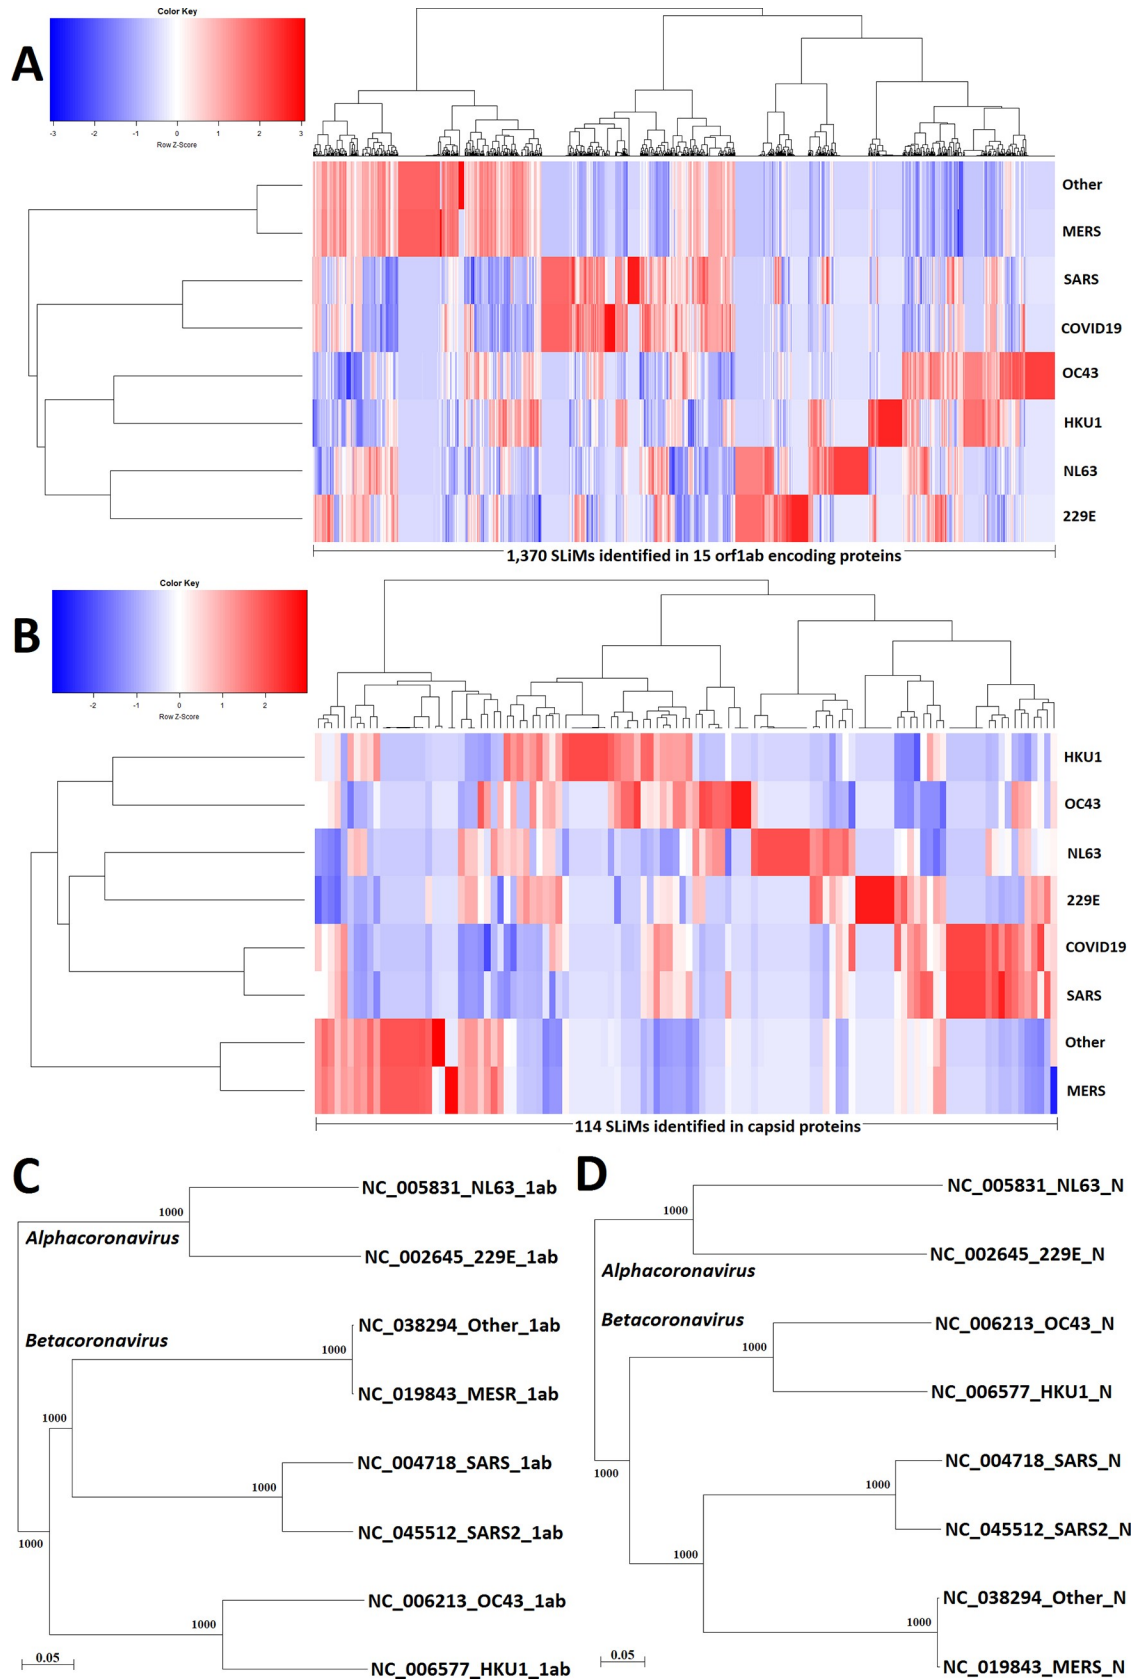 A
Color Key
-3 -2 -1 0 1 2 3
Row Z-Score
Other
MERS
SARS
COVID19
OC43
HKU1
NL63
229E
1,370 SLiMs identified in 15 orf1ab encoding proteins
B
Color Key
-2 -1 0 1 2
Row Z-Score
HKU1
OC43
NL63
229E
COVID19
SARS
Other
MERS
114 SLiMs identified in capsid proteins
C
NC_005831_NL63_1ab
1000
Alphacoronavirus
NC_002645_229E_1ab
Betacoronavirus
NC_038294_Other_1ab
1000
NC_019843_MESR_1ab
1000
NC_004718_SARS_1ab
1000
NC_045512_SARS2_1ab
1000
NC_006213_OC43_1ab
1000
0.05
NC_006577_HKU1_1ab
D
NC_005831_NL63_N
1000
NC_002645_229E_N
Alphacoronavirus
Betacoronavirus
NC_006213_OC43_N
1000
NC_006577_HKU1_N
NC_004718_SARS_N
1000
1000
NC_045512_SARS2_N
1000
NC_038294_Other_N
1000
0.05
NC_019843_MERS_N